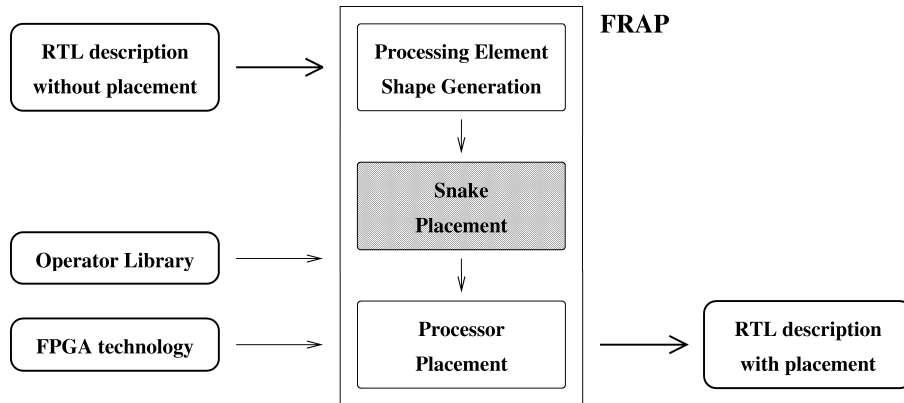 FRAP
RTL description
without placement
Processing Element
Shape Generation
Snake
Placement
Operator Library
FPGA technology
Processor
Placement
RTL description
with placement